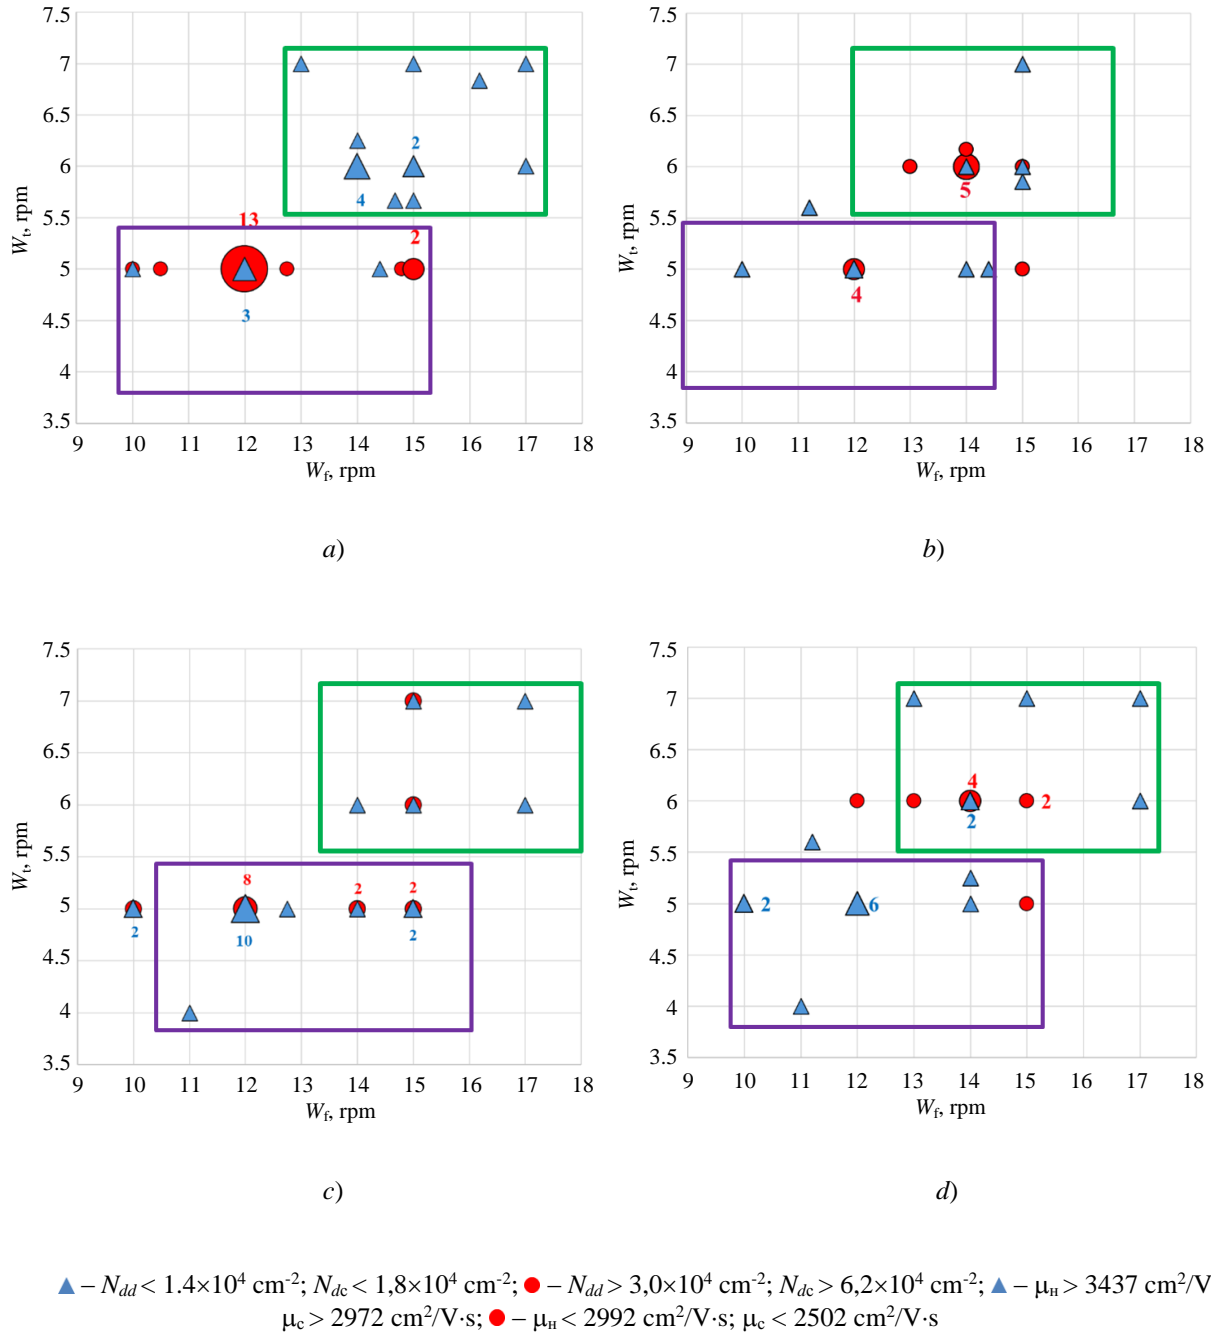 7.5 7.5
7 7
6.5 6.5
2
6 6
4 5
5.5 5.5
13
2
Wt, rpm Wt, rpm
5 5
3 4
4.5 4.5
4 4
3.5 3.5
9 10 11 12 13 14 15 16 17 18 9 10 11 12 13 14 15 16 17 18
Wf, rpm Wf, rpm
a) b)
7.5 7.5
7 7
6.5 6.5
4
6 6 2
2
5.5 5.5
8 2 2
Wt, rpm Wt, rpm
5 5 2 6
2 10 2
4.5 4.5
4 4
3.5 3.5
9 10 11 12 13 14 15 16 17 18 9 10 11 12 13 14 15 16 17 18
Wf, rpm Wf, rpm
c) d)
▲ – Ndd < 1.4×10⁴ cm⁻²; Ndc < 1,8×10⁴ cm⁻²; ● – Ndd > 3,0×10⁴ cm⁻²; Ndc > 6,2×10⁴ cm⁻²; ▲ – μн > 3437 cm²/V
μc > 2972 cm²/V·s; ● – μн < 2992 cm²/V·s; μc < 2502 cm²/V·s